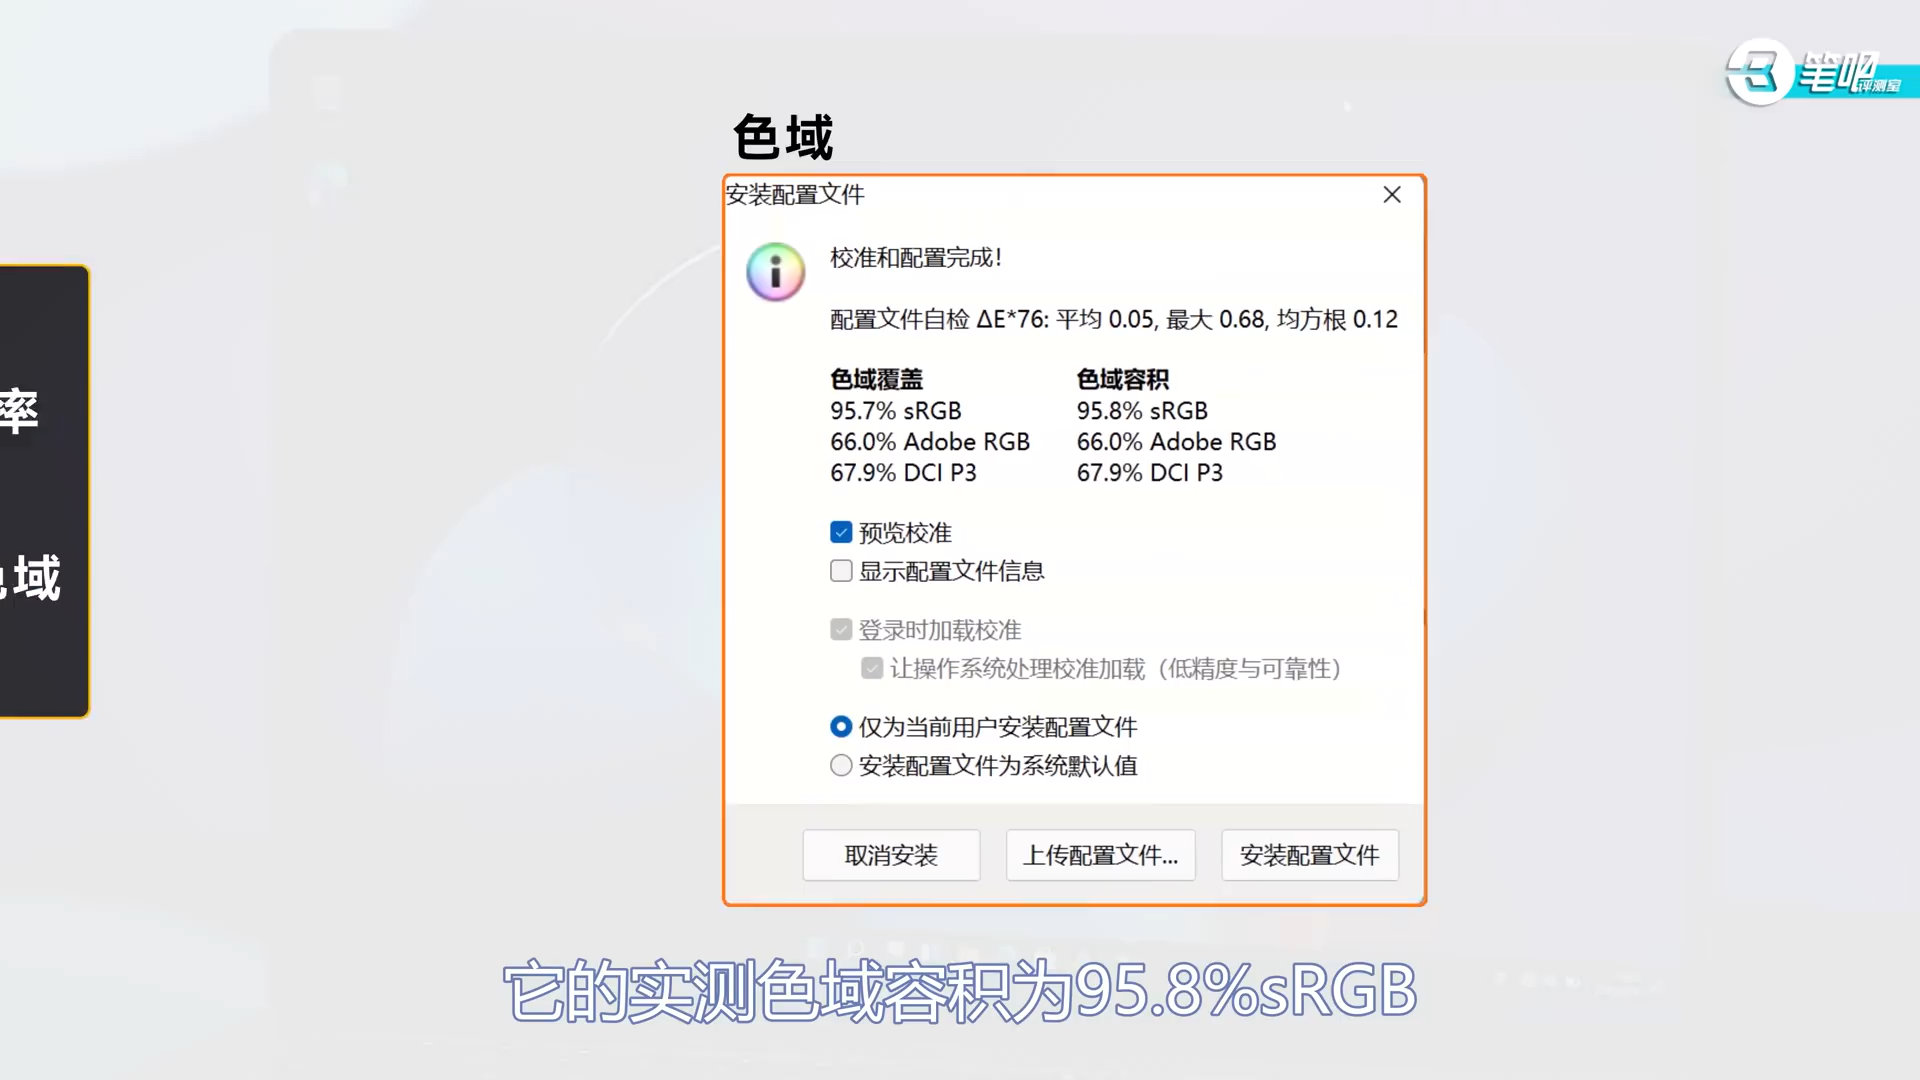 笔吧评测室
色域
安装配置文件
校准和配置完成！
配置文件自检 ΔE*76: 平均 0.05, 最大 0.68, 均方根 0.12
色域覆盖 色域容积
95.7% sRGB 95.8% sRGB
66.0% Adobe RGB 66.0% Adobe RGB
67.9% DCI P3 67.9% DCI P3
率
色域
预览校准
显示配置文件信息
登录时加载校准
让操作系统处理校准加载（低精度与可靠性）
仅为当前用户安装配置文件
安装配置文件为系统默认值
取消安装 上传配置文件... 安装配置文件
它的实测色域容积为95.8%sRGB